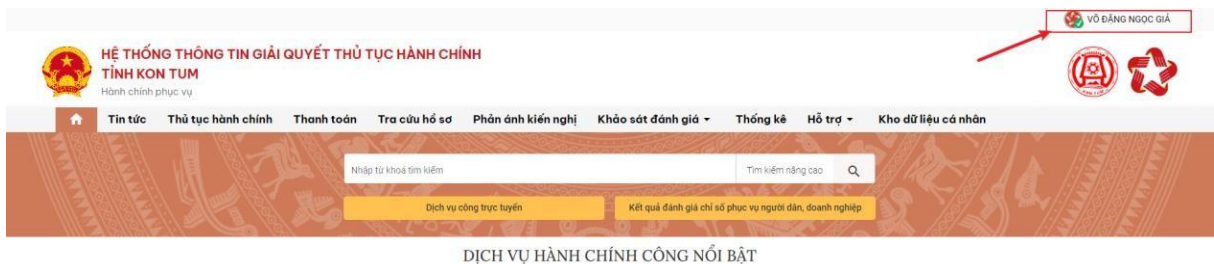 VÕ ĐẶNG NGỌC GIÁ
HỆ THỐNG THÔNG TIN GIẢI QUYẾT THỦ TỤC HÀNH CHÍNH
TỈNH KON TUM
Hành chính phục vụ
Tin tức Thủ tục hành chính Thanh toán Tra cứu hồ sơ Phản ánh kiến nghị Khảo sát đánh giá Thống kê Hỗ trợ Kho dữ liệu cá nhân
Nhập từ khoá tìm kiếm Tìm kiếm nâng cao
Dịch vụ công trực tuyến Kết quả đánh giá chỉ số phục vụ người dân, doanh nghiệp
DỊCH VỤ HÀNH CHÍNH CÔNG NỔI BẬT